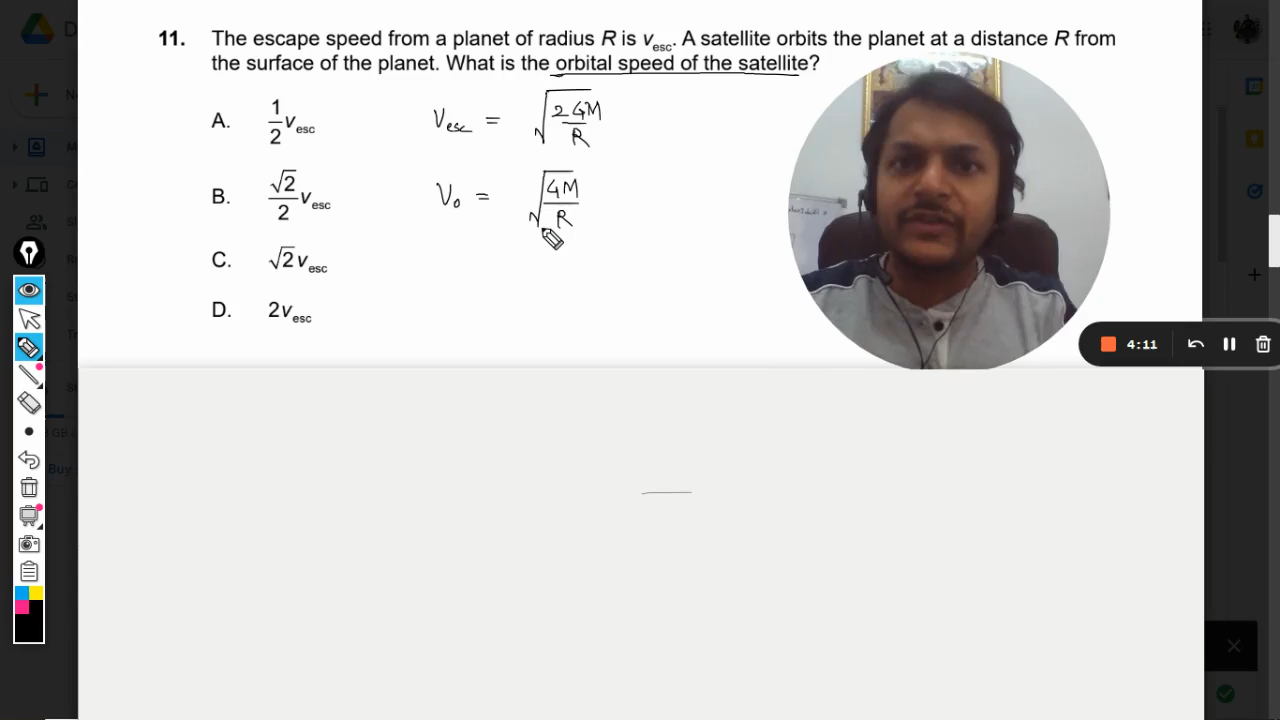 11. The escape speed from a planet of radius R is v_esc. A satellite orbits the planet at a distance R from
the surface of the planet. What is the orbital speed of the satellite?
A. 1/2 v_esc
V_esc = √(2GM/R)
B. √2/2 v_esc
V_o = √(GM/R)
C. √2 v_esc
D. 2v_esc
4:11
Buy